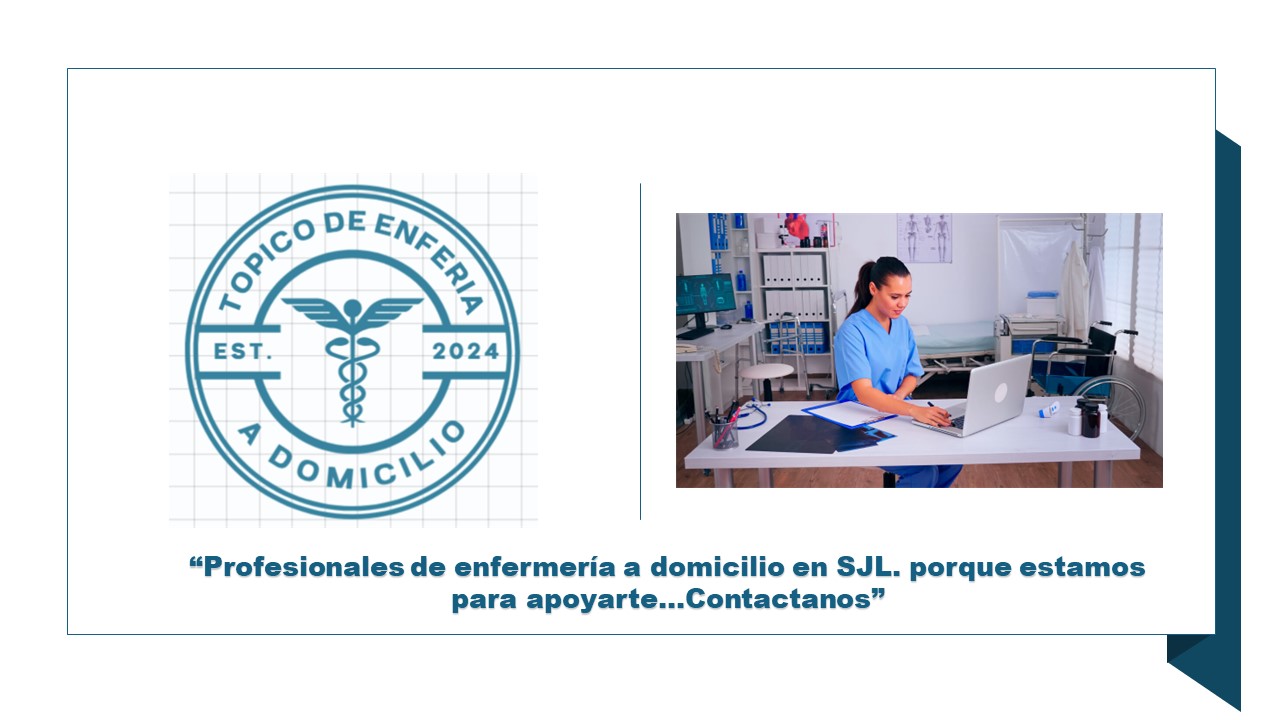 TOPICO DE ENFERIA
EST. 2024
A DOMICILIO
“Profesionales de enfermería a domicilio en SJL. porque estamos
para apoyarte...Contactanos”